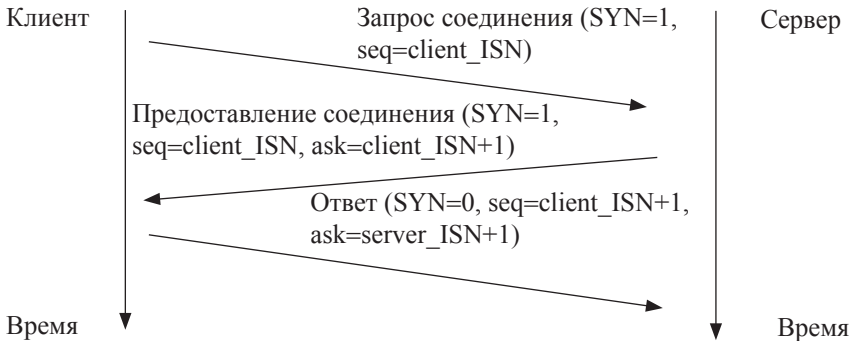 Клиент
Запрос соединения (SYN=1,
seq=client_ISN)
Сервер
Предоставление соединения (SYN=1,
seq=client_ISN, ask=client_ISN+1)
Ответ (SYN=0, seq=client_ISN+1,
ask=server_ISN+1)
Время
Время